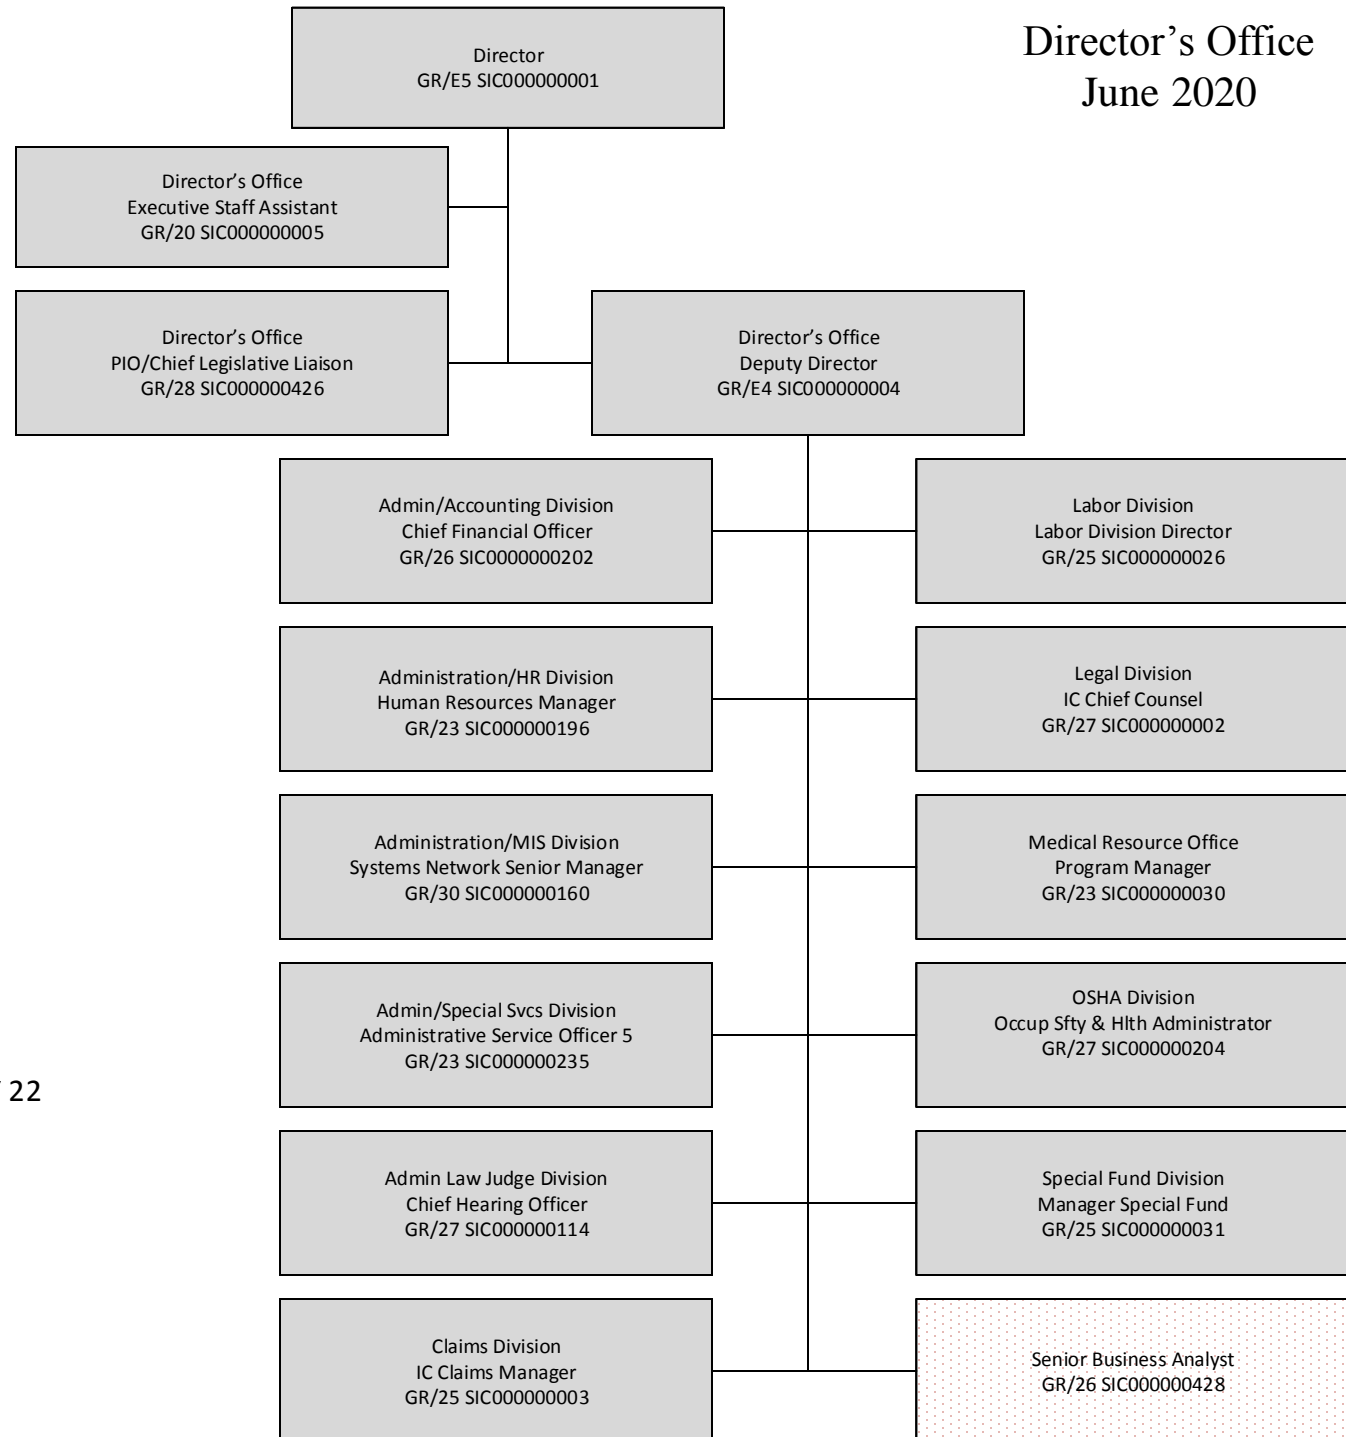 Director’s Office
June 2020
Director
GR/E5 SIC000000001
Director’s Office
Executive Staff Assistant
GR/20 SIC000000005
Director’s Office
PIO/Chief Legislative Liaison
GR/28 SIC000000426
Director’s Office
Deputy Director
GR/E4 SIC000000004
Admin/Accounting Division
Chief Financial Officer
GR/26 SIC0000000202
Labor Division
Labor Division Director
GR/25 SIC000000026
Administration/HR Division
Human Resources Manager
GR/23 SIC000000196
Legal Division
IC Chief Counsel
GR/27 SIC000000002
Administration/MIS Division
Systems Network Senior Manager
GR/30 SIC000000160
Medical Resource Office
Program Manager
GR/23 SIC000000030
Admin/Special Svcs Division
Administrative Service Officer 5
GR/23 SIC000000235
OSHA Division
Occup Sfty & Hlth Administrator
GR/27 SIC000000204
22
Admin Law Judge Division
Chief Hearing Officer
GR/27 SIC000000114
Special Fund Division
Manager Special Fund
GR/25 SIC000000031
Claims Division
IC Claims Manager
GR/25 SIC000000003
Senior Business Analyst
GR/26 SIC000000428